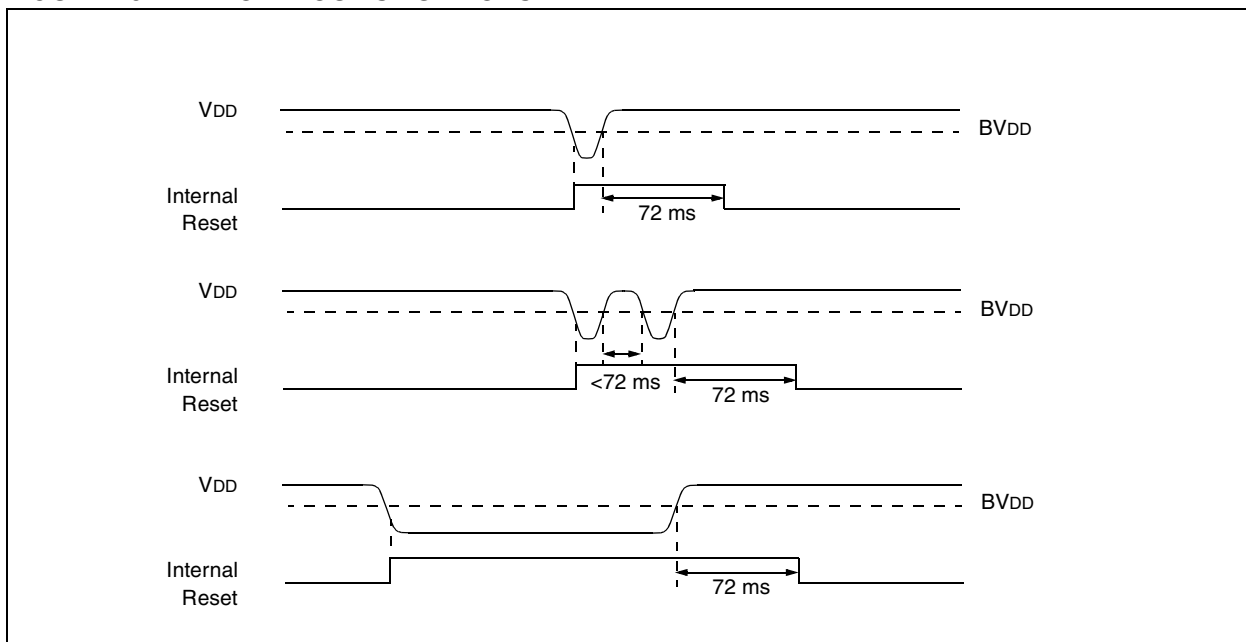 VDD
BVDD
Internal
Reset
72 ms
VDD
BVDD
Internal
Reset
<72 ms
72 ms
VDD
BVDD
Internal
Reset
72 ms